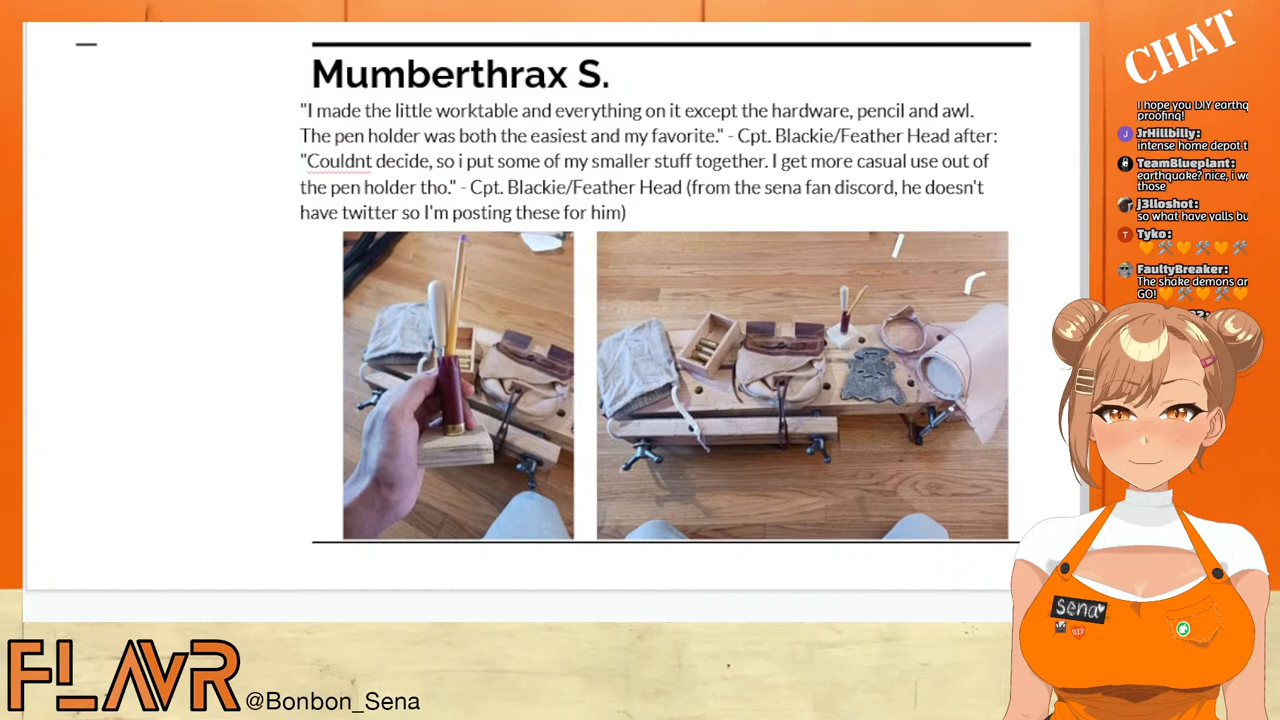 CHAT
Mumberthrax S.
"I made the little worktable and everything on it except the hardware, pencil and awl.
The pen holder was both the easiest and my favorite." - Cpt. Blackie/Feather Head after:
"Couldnt decide, so i put some of my smaller stuff together. I get more casual use out of
the pen holder tho." - Cpt. Blackie/Feather Head (from the sena fan discord, he doesn't
have twitter so I'm posting these for him)
I hope you DIY earthq
proofing!
JrHillbilly:
intense home depot t
TeamBlueplant:
earthquake? nice, i wo
those
j3lloshot:
so what have yalls bu
Tyko:
FaultyBreaker:
The shake demons ar
GO!
sena
DIY
FLAVR
@Bonbon_Sena